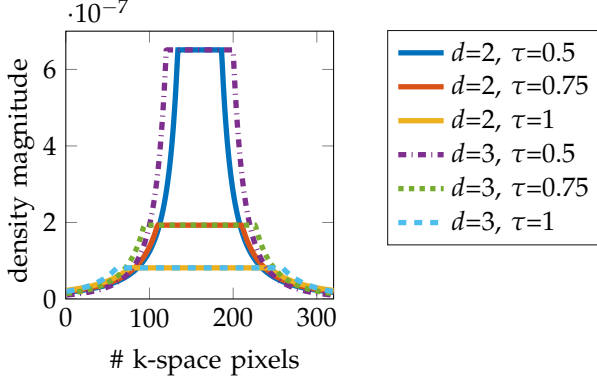 ·10⁻⁷
6
4
2
0
0 100 200 300
density magnitude
# k-space pixels
d=2, τ=0.5
d=2, τ=0.75
d=2, τ=1
d=3, τ=0.5
d=3, τ=0.75
d=3, τ=1